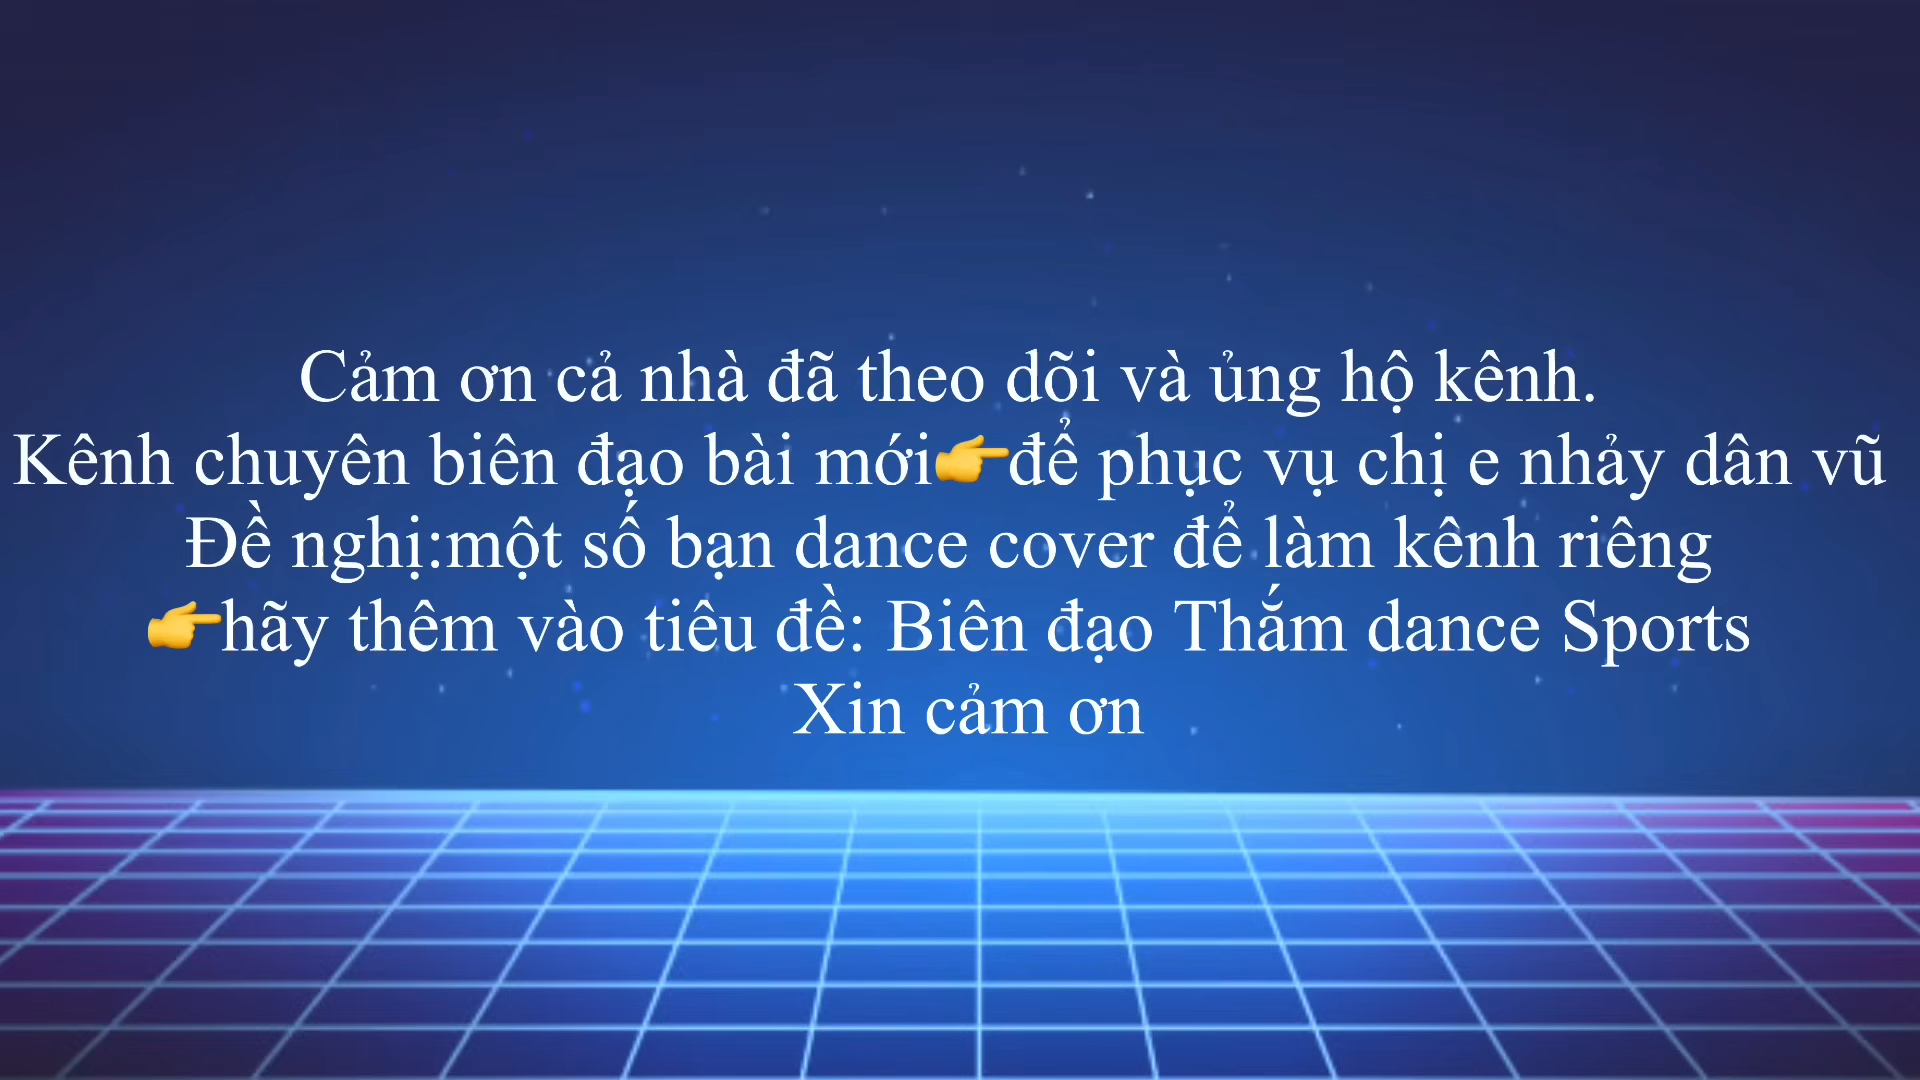 Cảm ơn cả nhà đã theo dõi và ủng hộ kênh.
Kênh chuyên biên đạo bài mới👉để phục vụ chị e nhảy dân vũ
Đề nghị:một số bạn dance cover để làm kênh riêng
👉hãy thêm vào tiêu đề: Biên đạo Thắm dance Sports
Xin cảm ơn